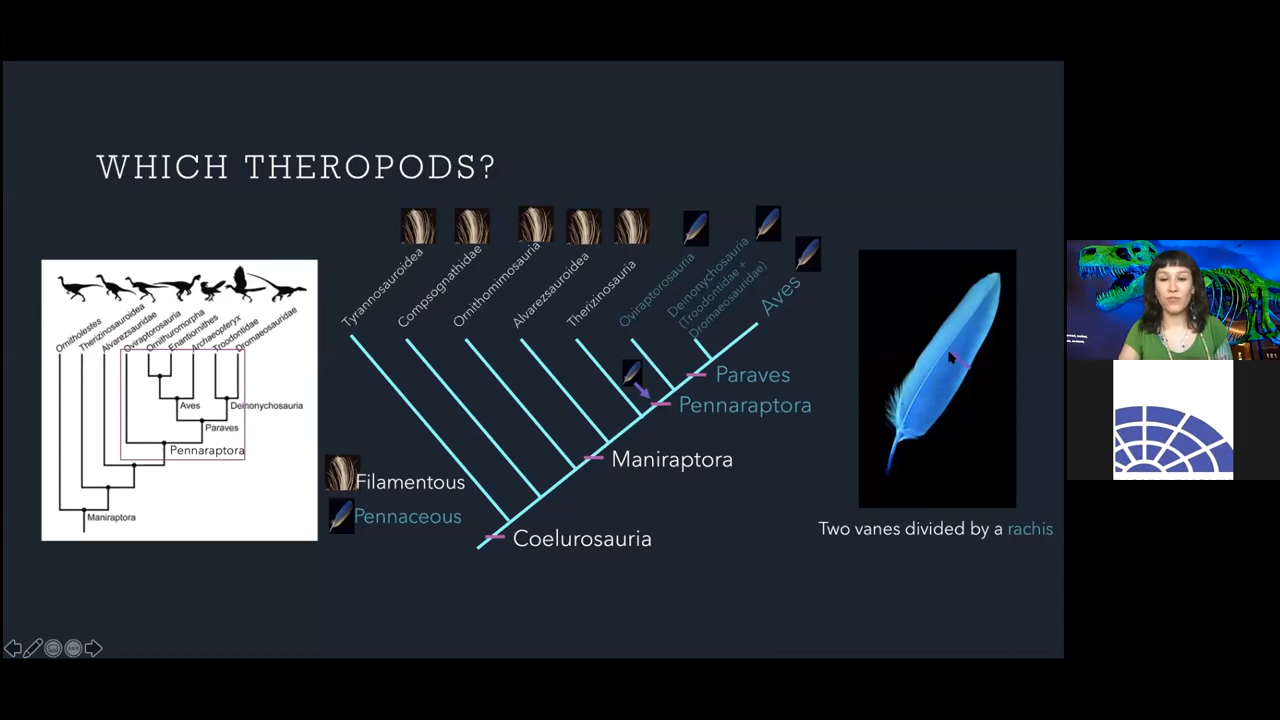 WHICH THEROPODS?
Ornitholestes
Therizinosauroidea
Alvarezsauridae
Oviraptorosauria
Ornithuromorpha
Enantiornithes
Archaeopteryx
Troodontidae
Dromaeosauridae
Aves
Deinonychosauria
Paraves
Pennaraptora
Maniraptora
Tyrannosauroidea
Compsognathidae
Ornithomimosauria
Alvarezsauroidea
Therizinosauria
Oviraptorosauria
Deinonychosauria
(Troodontidae +
Dromaeosauridae)
Aves
Paraves
Pennaraptora
Maniraptora
Coelurosauria
Filamentous
Pennaceous
Two vanes divided by a rachis